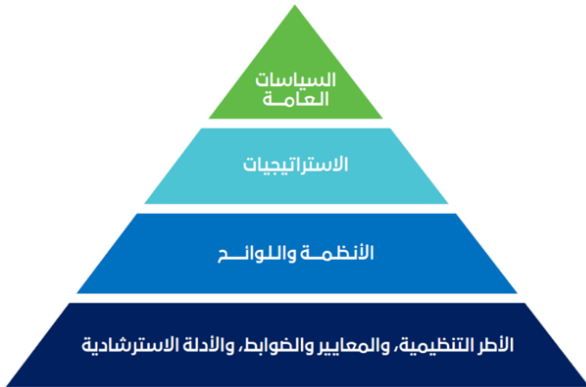 السياسات
العامة
الاستراتيجيات
الأنظمة واللوائح
الأطر التنظيمية، والمعايير والضوابط، والأدلة الاسترشادية